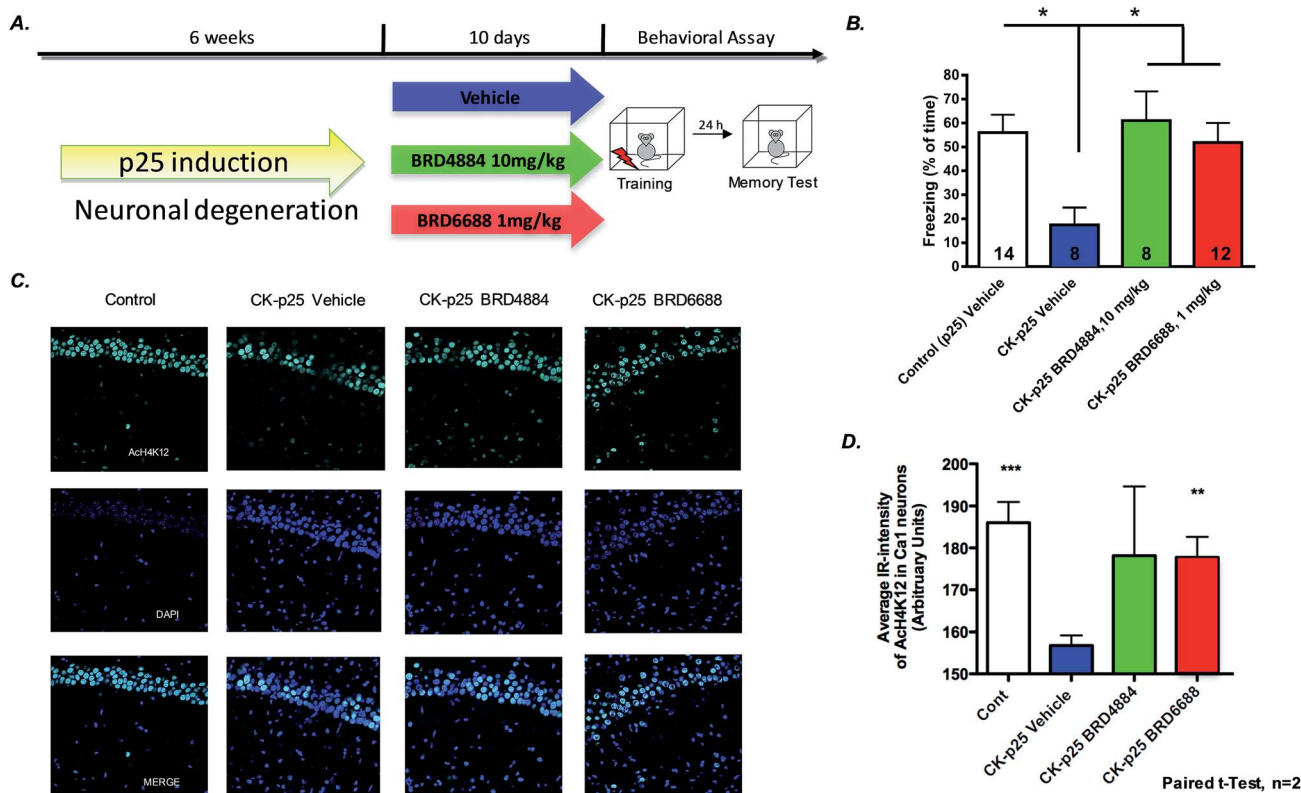 A.
6 weeks 10 days Behavioral Assay
Vehicle
p25 induction
BRD4884 10mg/kg
24 h
Training Memory Test
Neuronal degeneration
BRD6688 1mg/kg
B.
* *
Freezing (% of time)
80
70
60
50
40
30
20
10
0
14 8 8 12
Control (p25) Vehicle
CK-p25 Vehicle
CK-p25 BRD4884,10 mg/kg
CK-p25 BRD6688, 1 mg/kg
C.
Control CK-p25 Vehicle CK-p25 BRD4884 CK-p25 BRD6688
AcH4K12
DAPI
MERGE
D.
Average IR-intensity
of AcH4K12 in Ca1 neurons
(Arbitruary Units)
200
190
180
170
160
150
*** **
Cont
CK-p25 Vehicle
CK-p25 BRD4884
CK-p25 BRD6688
Paired t-Test, n=2